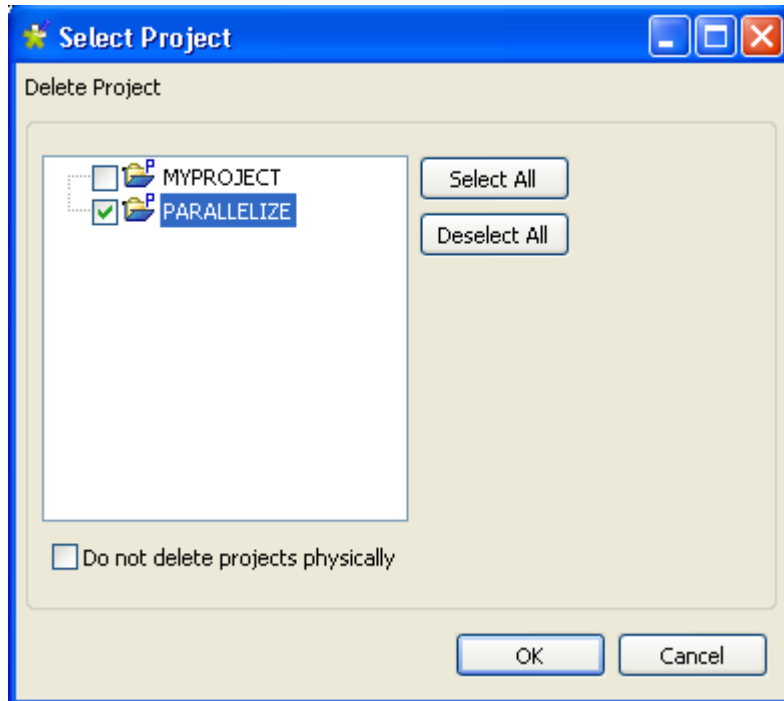 Select Project
Delete Project
MYPROJECT
Select All
PARALLELIZE
Deselect All
Do not delete projects physically
OK
Cancel